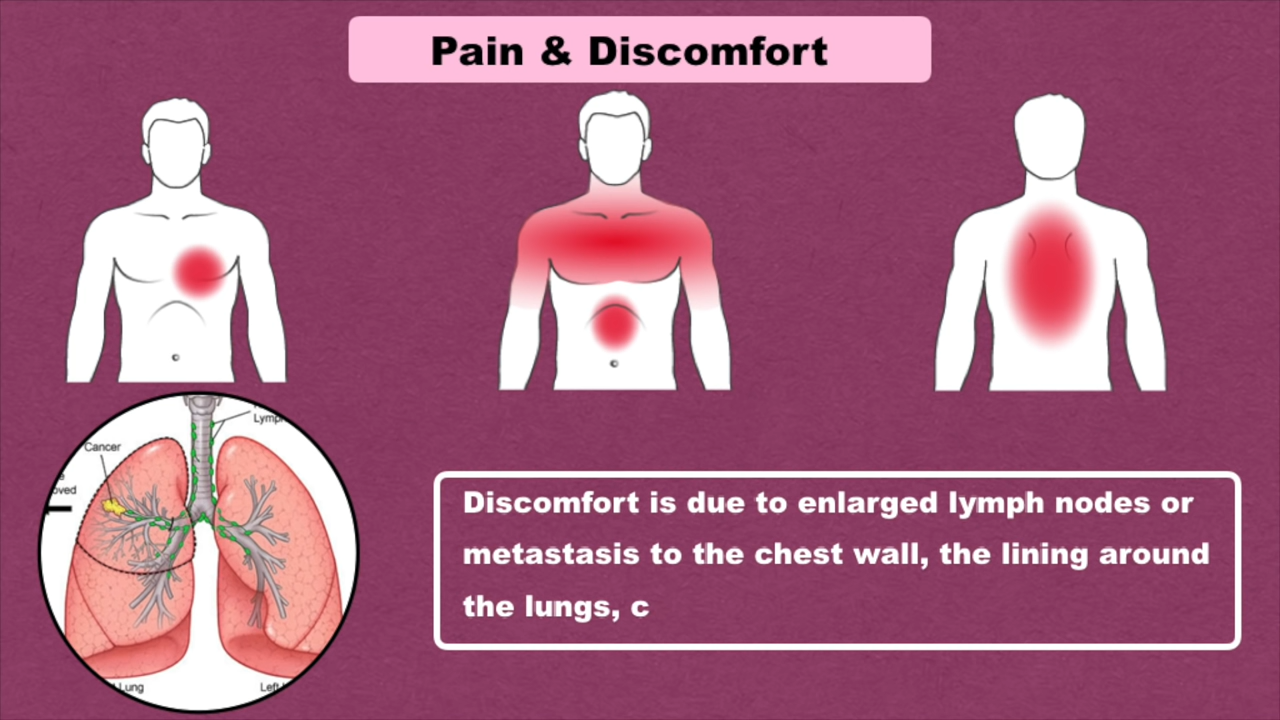 Pain & Discomfort
Cancer
Discomfort is due to enlarged lymph nodes or
metastasis to the chest wall, the lining around
the lungs, c
Lung